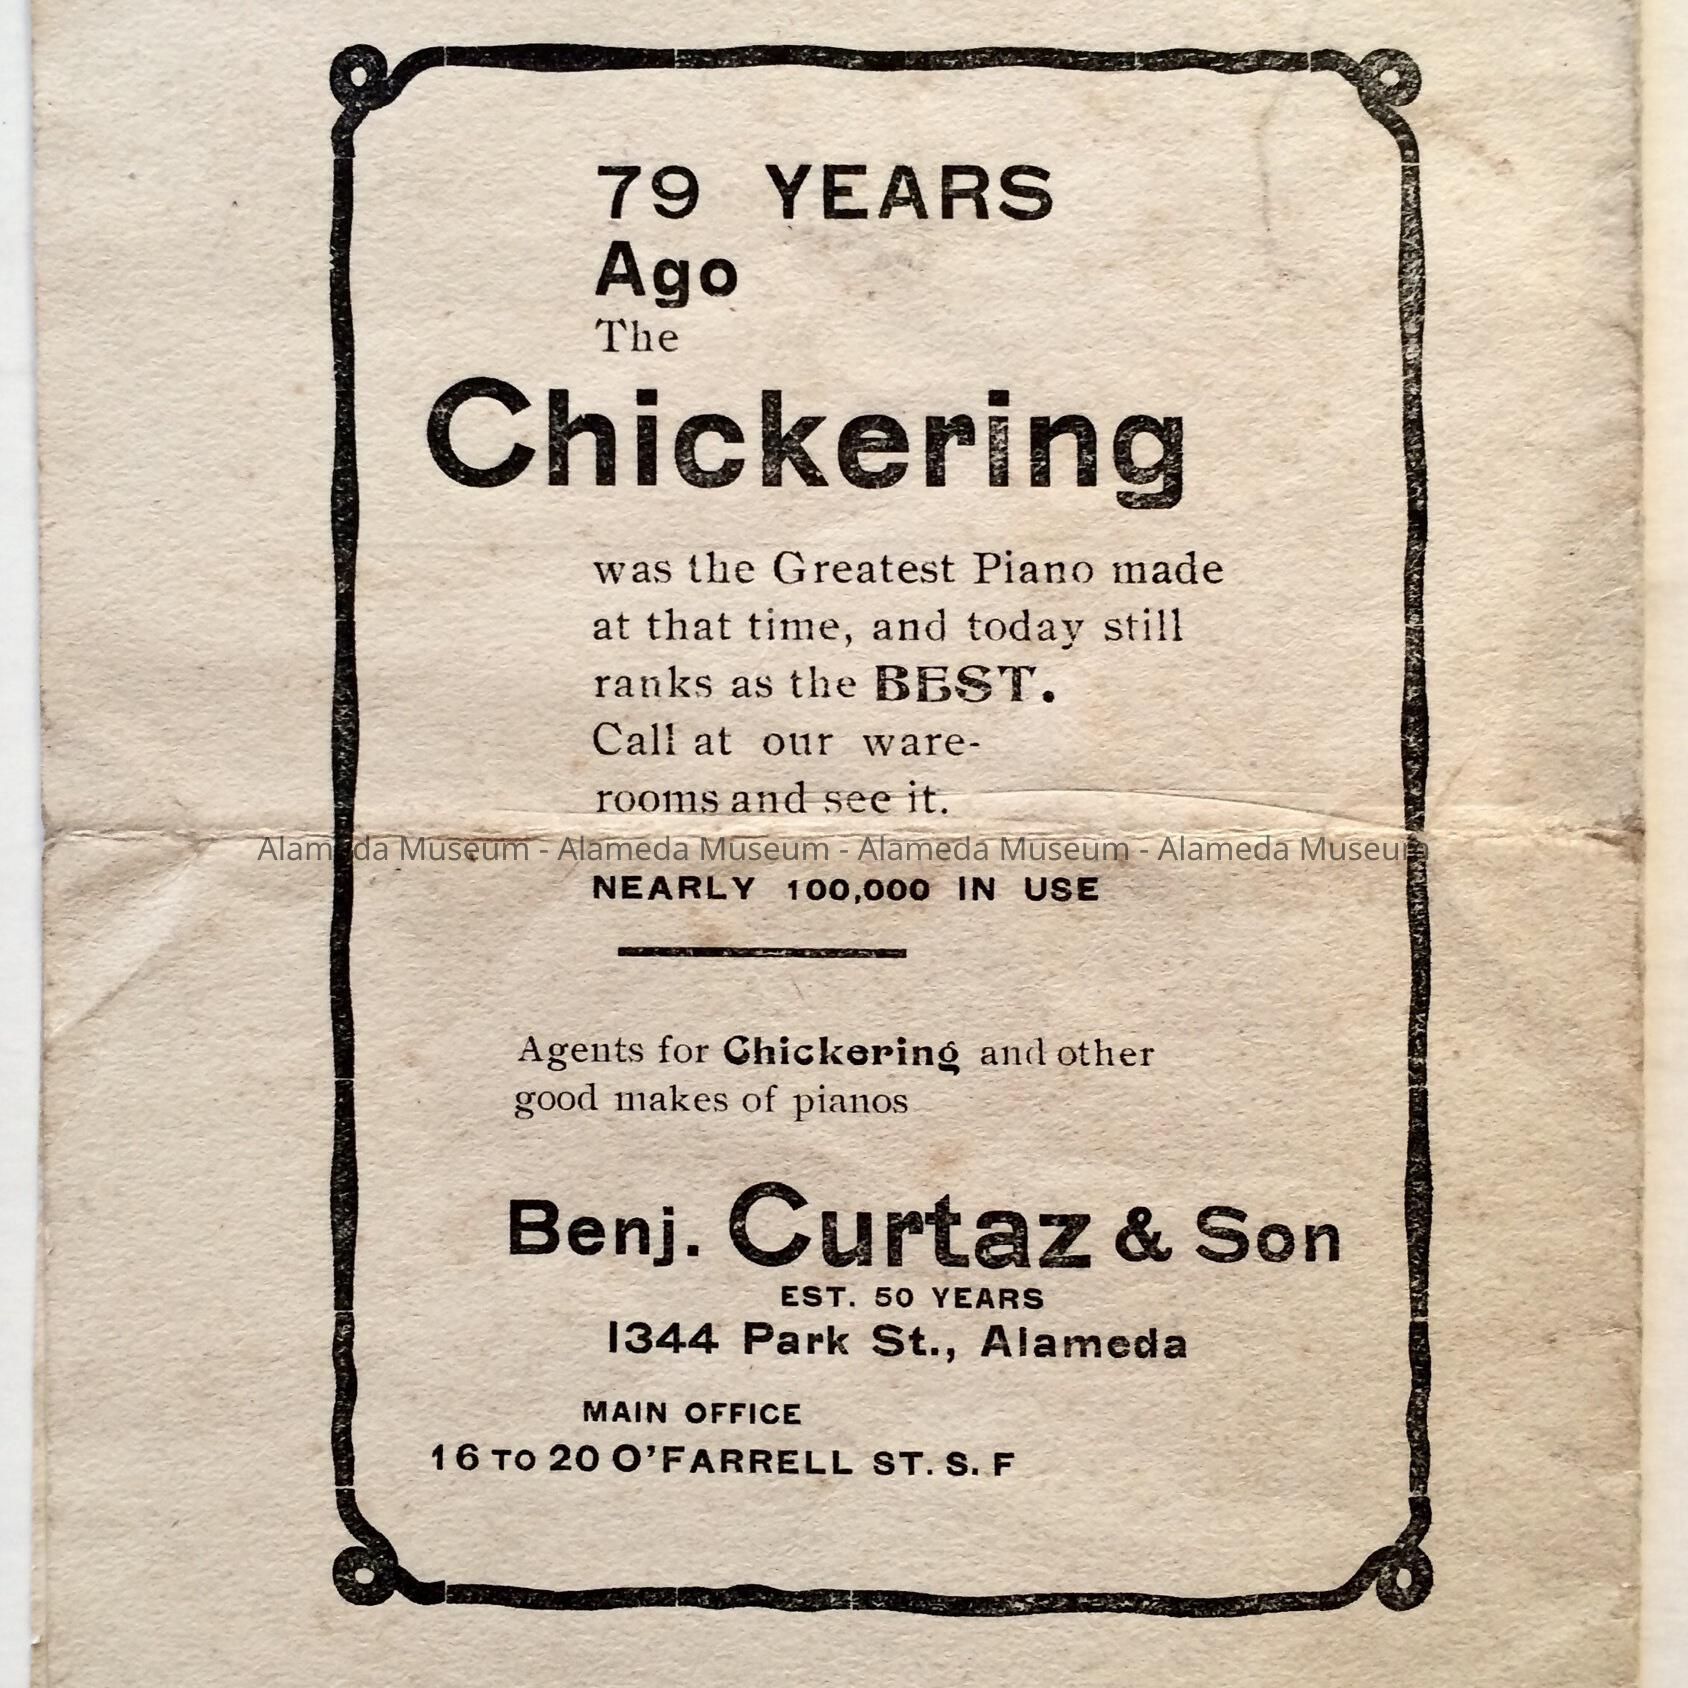 79 YEARS
Ago
The
Chickering
was the Greatest Piano made
at that time, and today still
ranks as the BEST.
Call at our ware-
rooms and see it.
Alameda Museum - Alameda Museum - Alameda Museum - Alameda Museum
NEARLY 100,000 IN USE
Agents for Chickering and other
good makes of pianos
Benj. Curtaz & Son
EST. 50 YEARS
1344 Park St., Alameda
MAIN OFFICE
16 TO 20 O'FARRELL ST. S. F